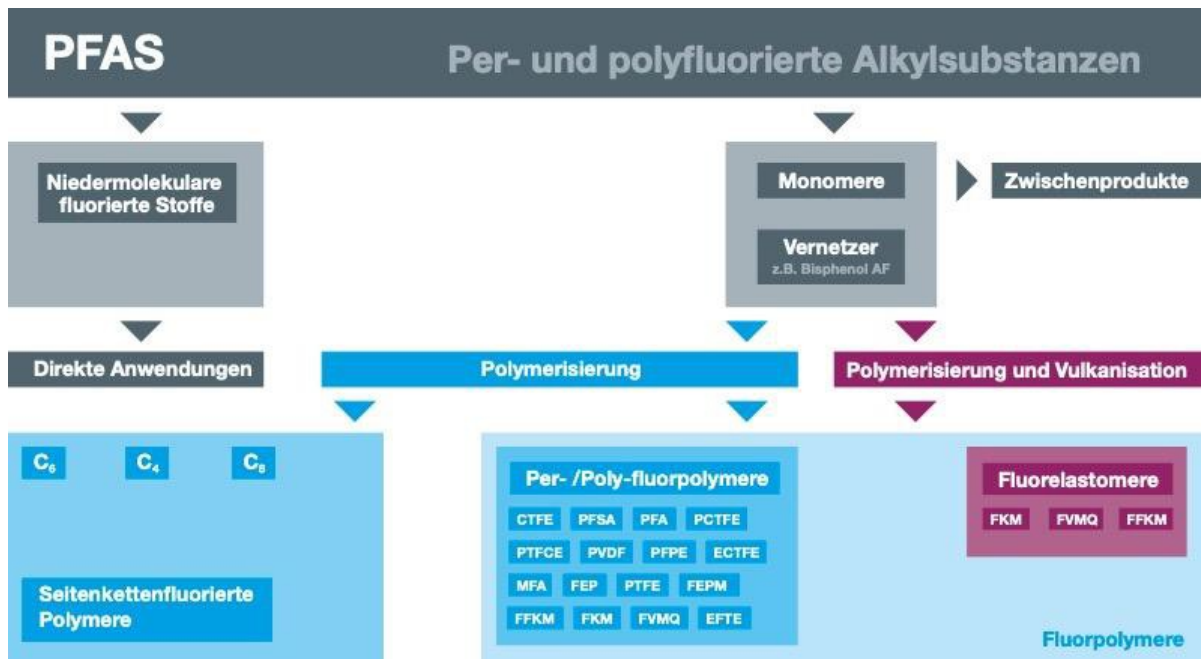 PFAS
Per- und polyfluorierte Alkylsubstanzen
Niedermolekulare
fluorierte Stoffe
Monomere
Zwischenprodukte
Vernetzer
z.B. Bisphenol AF
Direkte Anwendungen
Polymerisierung
Polymerisierung und Vulkanisation
C₆ C₄ C₈
Seitenkettenfluorierte
Polymere
Per- /Poly-fluorpolymere
CTFE PFSA PFA PCTFE
PTFCE PVDF PFPE ECTFE
MFA FEP PTFE FEPM
FFKM FKM FVMQ EFTE
Fluorelastomere
FKM FVMQ FFKM
Fluorpolymere